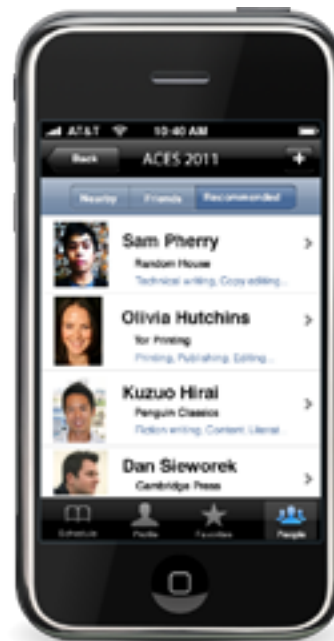 AT&T 10:40 AM
Back ACES 2011 +
Nearby Friends Recommended
Sam Pherry
Random House
Technical writing, Copy editing...
Olivia Hutchins
Tor Printing
Printing, Publishing, Editing...
Kuzuo Hirai
Penguin Classics
Fiction writing, Content, Literat...
Dan Sieworek
Cambridge Press
Schedule Profile Favorites People